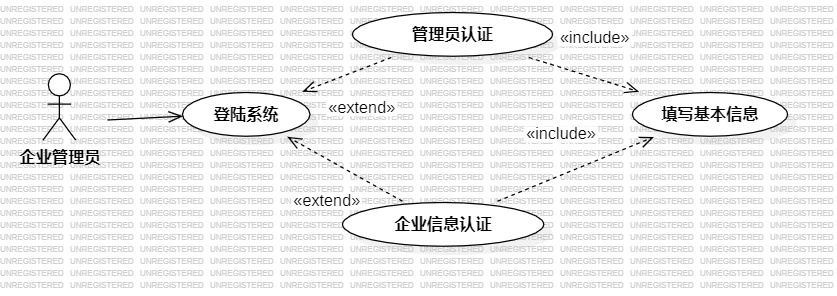 管理员认证
«include»
登陆系统
«extend»
填写基本信息
«include»
企业管理员
«extend»
企业信息认证
UNREGISTERED